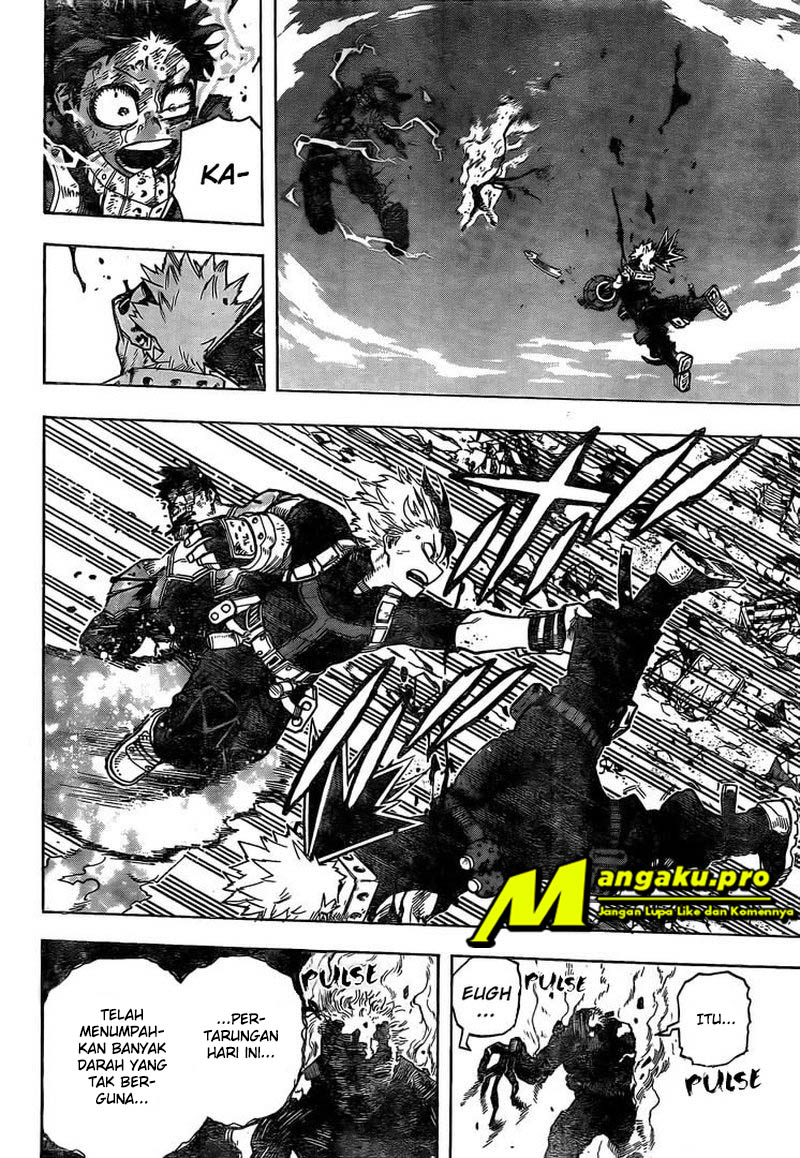 KA-
Mangaku.pro
Jangan Lupa Like dan Komennya
PULSE
...PER-
TARUNGAN
HARI INI...
TELAH
MENUMPAH-
KAN BANYAK
DARAH YANG
TAK BER-
GUNA...
EUGH
...
PULSE
ITU...
PULSE